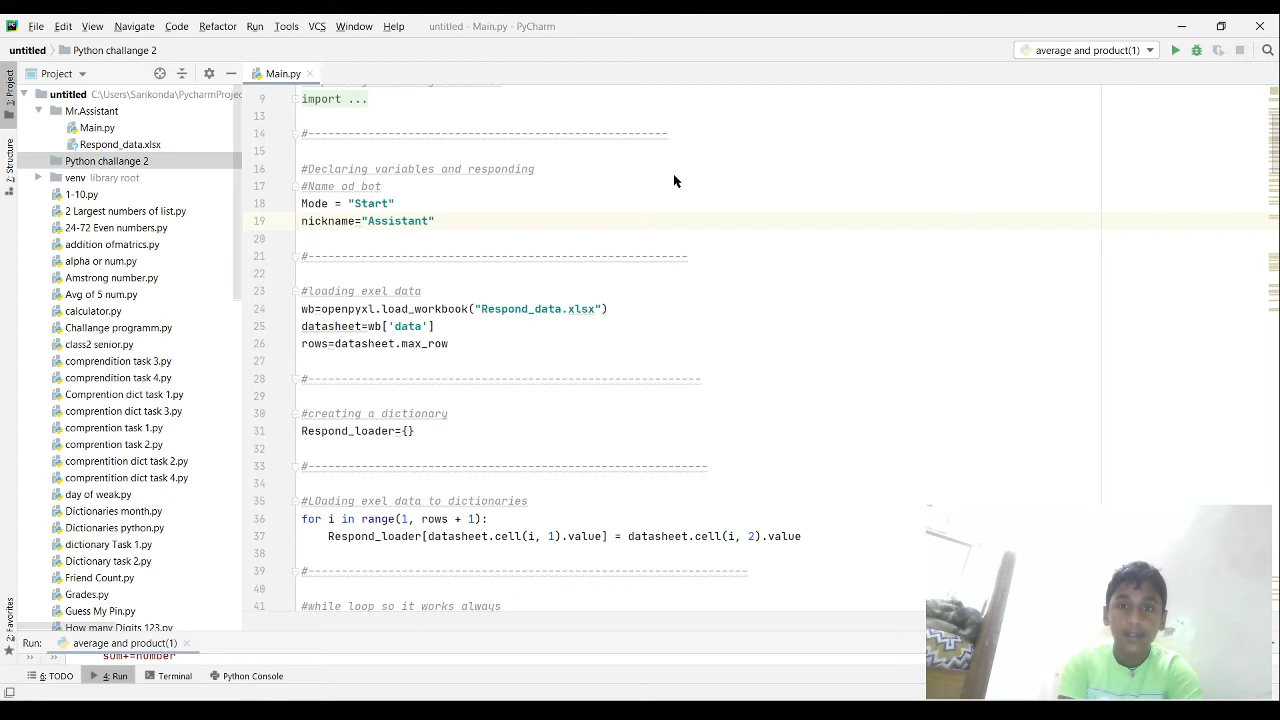 PC File Edit View Navigate Code Refactor Run Tools VCS Window Help untitled - Main.py - PyCharm
untitled Python challange 2 average and product(1)
1: Project Project Main.py
untitled C:\Users\Sarikonda\PycharmProjec
Mr.Assistant
Main.py
Respond_data.xlsx
Python challange 2
venv library root
1-10.py
2 Largest numbers of list.py
24-72 Even numbers.py
addition ofmatrics.py
alpha or num.py
Amstrong number.py
Avg of 5 num.py
calculator.py
Challange programm.py
class2 senior.py
comprendition task 3.py
comprendition task 4.py
Comprention dict task 1.py
comprention dict task 3.py
comprention task 1.py
comprention task 2.py
comprentition dict task 2.py
comprentition dict task 4.py
day of weak.py
Dictionaries month.py
Dictionaries python.py
dictionary Task 1.py
Dictionary task 2.py
Friend Count.py
Grades.py
Guess My Pin.py
How many Digits 123.py
7: Structure
2: Favorites
9 import ...
13
14 #------------------------------------------------------
15
16 #Declaring variables and responding
17 #Name od bot
18 Mode = "Start"
19 nickname="Assistant"
20
21 #---------------------------------------------------------
22
23 #loading exel data
24 wb=openpyxl.load_workbook("Respond_data.xlsx")
25 datasheet=wb['data']
26 rows=datasheet.max_row
27
28 #-----------------------------------------------------------
29
30 #creating a dictionary
31 Respond_loader={}
32
33 #------------------------------------------------------------
34
35 #LOading exel data to dictionaries
36 for i in range(1, rows + 1):
37 Respond_loader[datasheet.cell(i, 1).value] = datasheet.cell(i, 2).value
38
39 #------------------------------------------------------------------
40
41 #while loop so it works always
Run: average and product(1)
sum+=number
6: TODO 4: Run Terminal Python Console